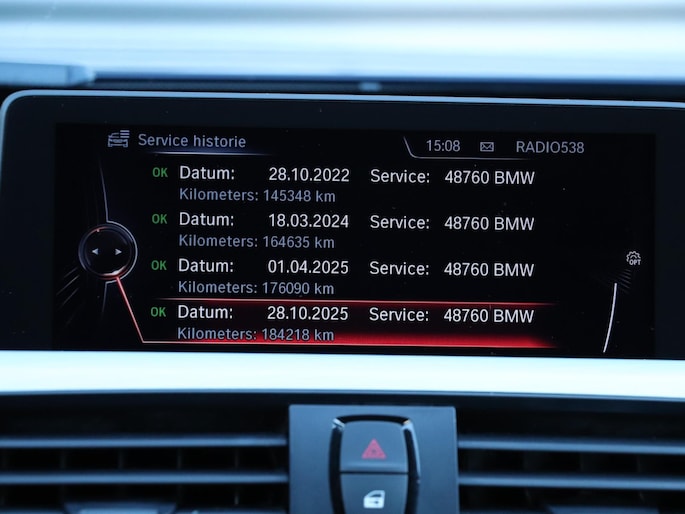 Service historie 15:08 RADIO538
OK Datum: 28.10.2022 Service: 48760 BMW
Kilometers: 145348 km
OK Datum: 18.03.2024 Service: 48760 BMW
Kilometers: 164635 km
OK Datum: 01.04.2025 Service: 48760 BMW
Kilometers: 176090 km
OPT
OK Datum: 28.10.2025 Service: 48760 BMW
Kilometers: 184218 km